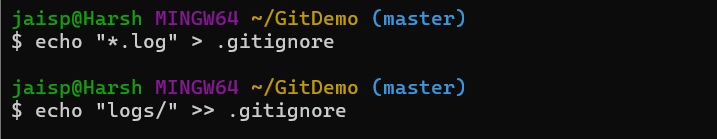 jaisp@Harsh MINGW64 ~/GitDemo (master)
$ echo "*.log" > .gitignore
jaisp@Harsh MINGW64 ~/GitDemo (master)
$ echo "logs/" >> .gitignore